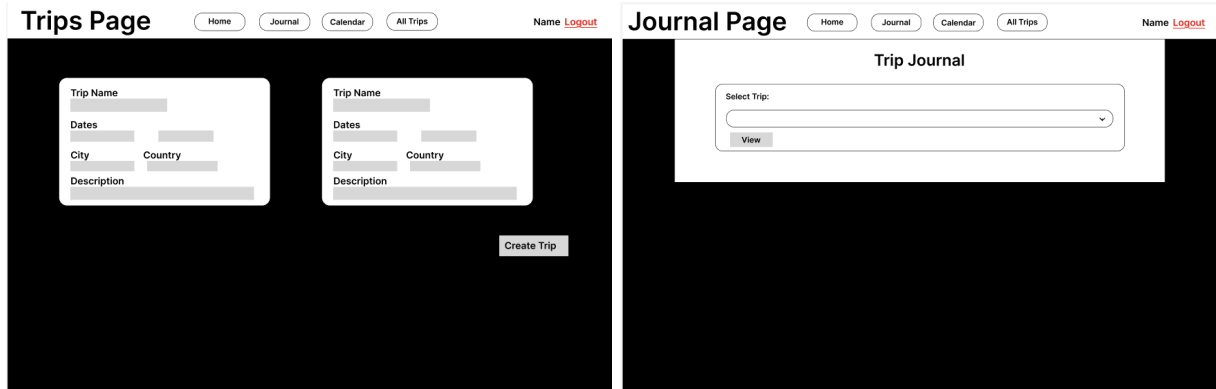 Trips Page Home Journal Calendar All Trips Name Logout
Trip Name
Dates
City Country
Description
Trip Name
Dates
City Country
Description
Create Trip
Journal Page Home Journal Calendar All Trips Name Logout
Trip Journal
Select Trip:
View